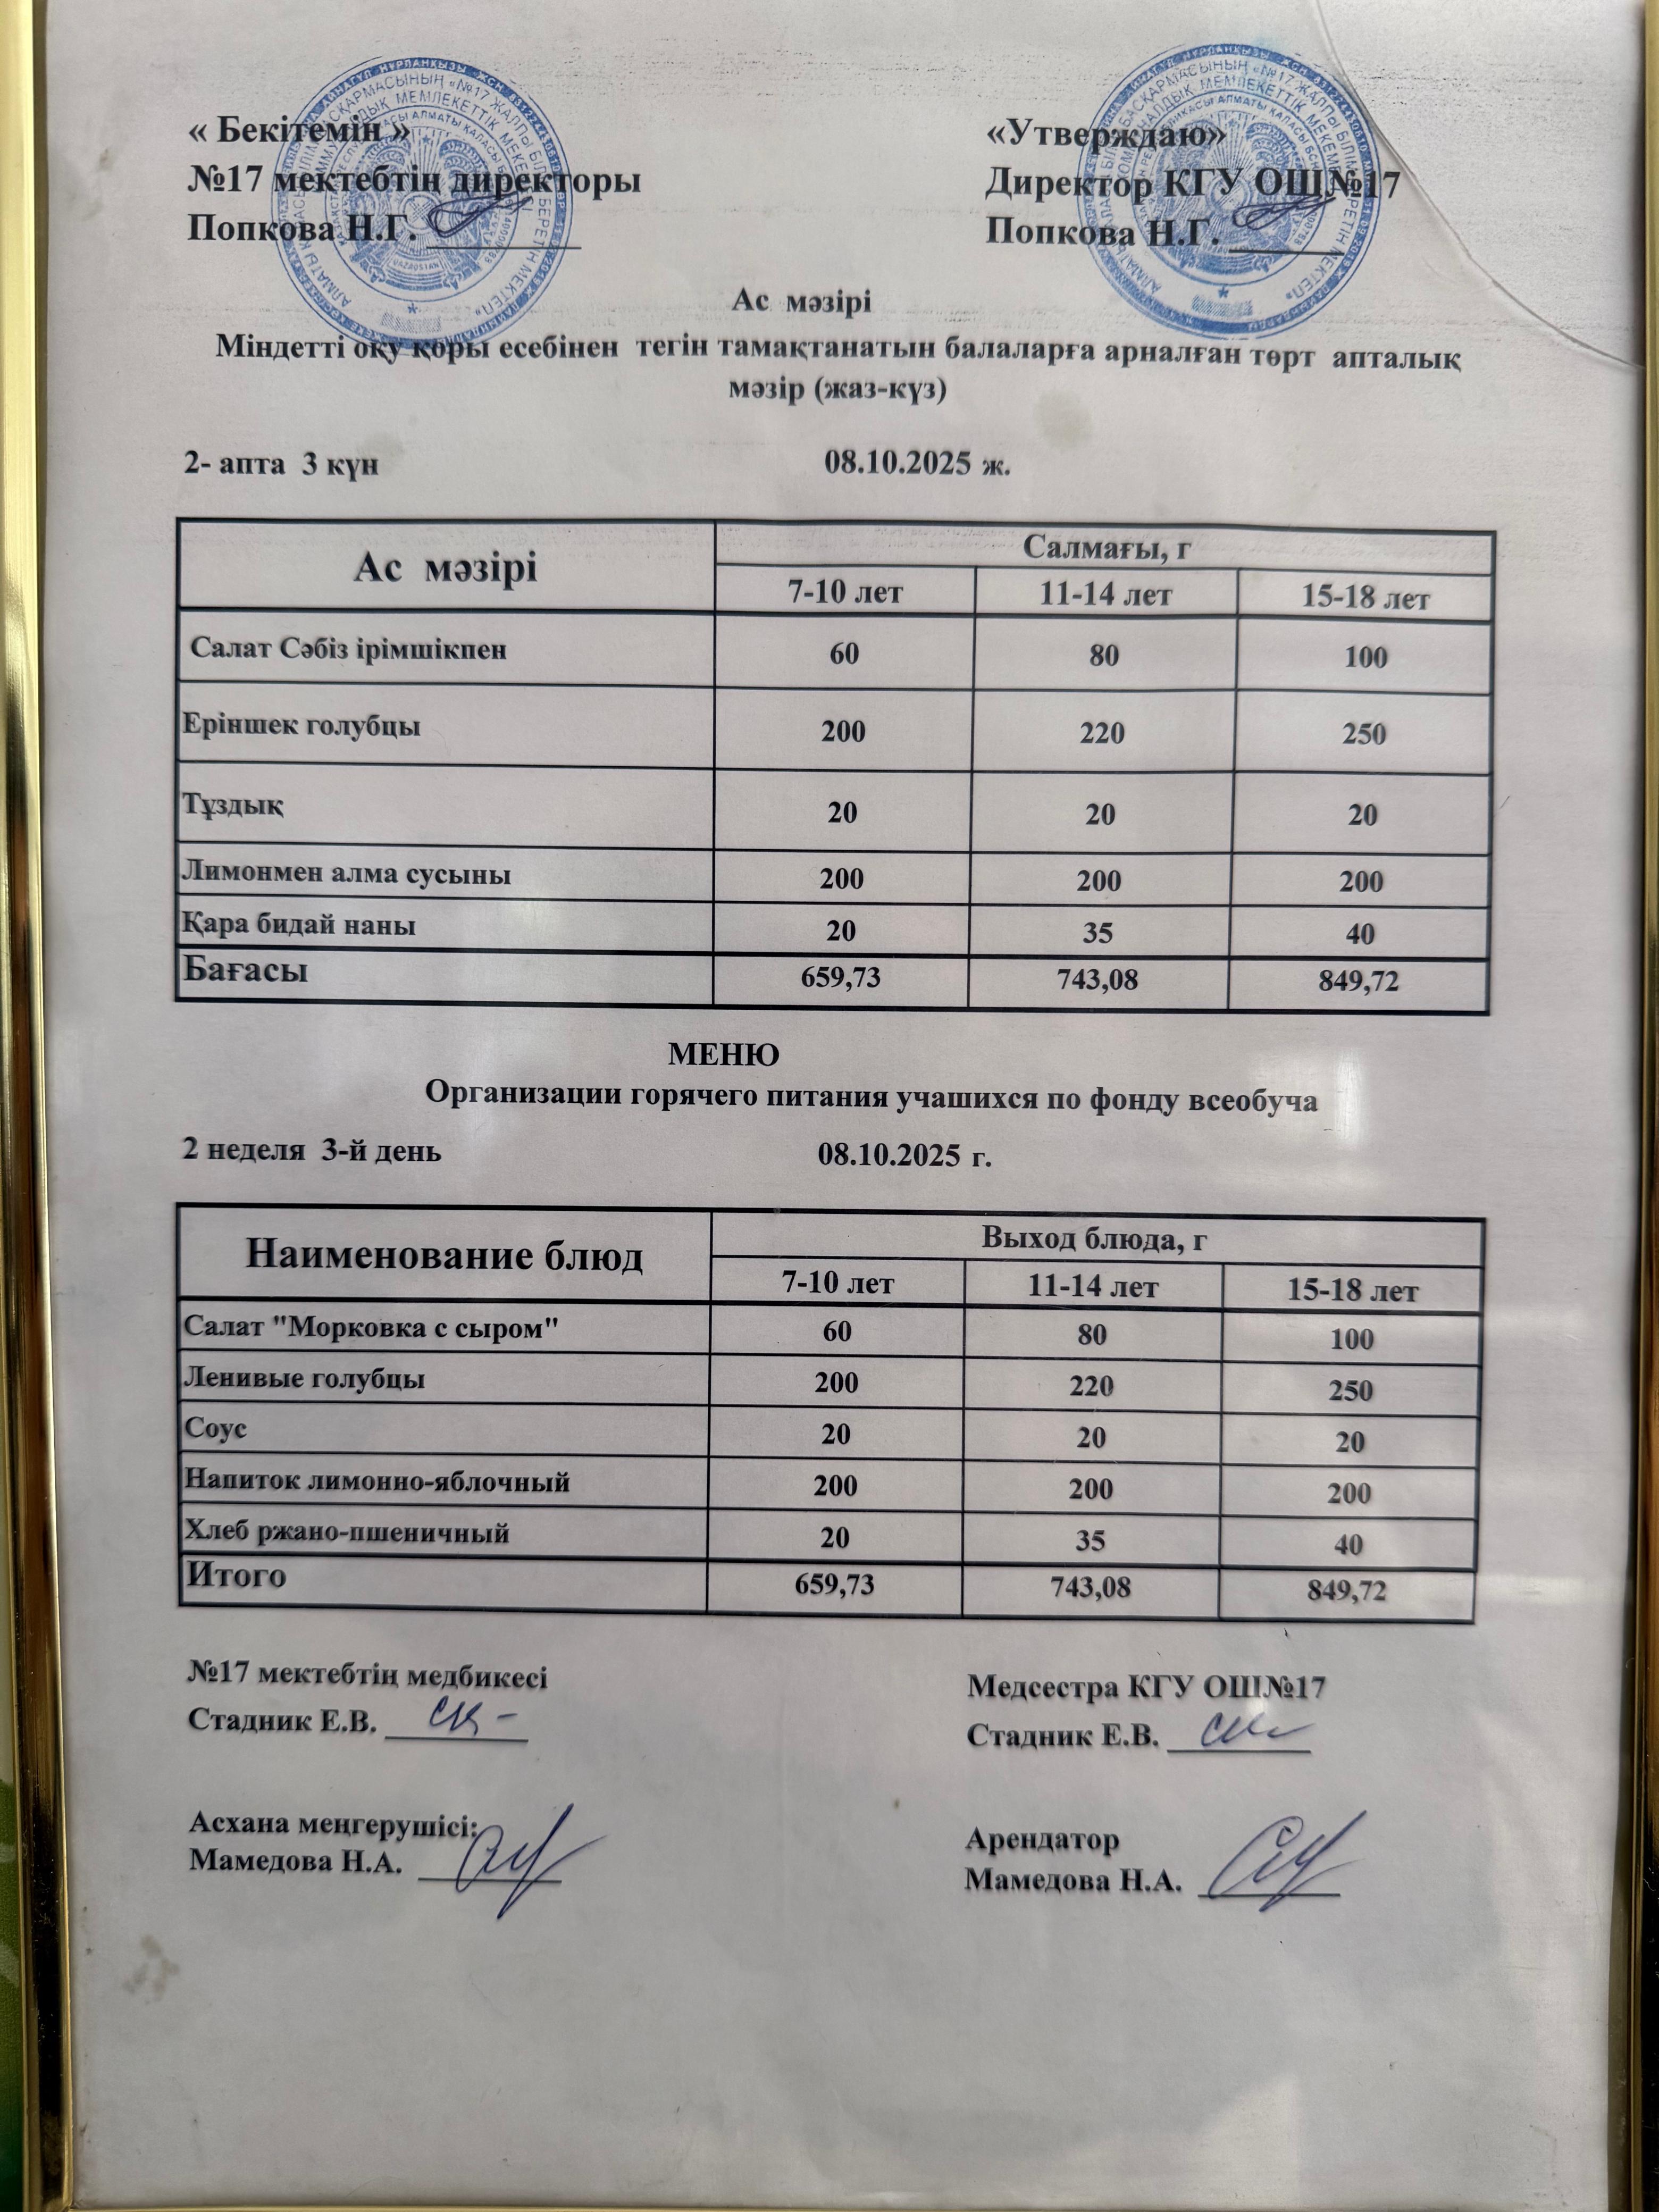 « Бекітемін »
№17 мектебтің директоры
Попкова Н.Г.
«Утверждаю»
Директор КГУ ОШ№17
Попкова Н.Г.
Ас мәзірі
Міндетті оқу қоры есебінен тегін тамақтанатын балаларға арналған төрт апталық
мәзір (жаз-күз)
2- апта 3 күн 08.10.2025 ж.
Ас мәзірі Салмағы, г
7-10 лет 11-14 лет 15-18 лет
Салат Сәбіз ірімшікпен 60 80 100
Еріншек голубцы 200 220 250
Тұздық 20 20 20
Лимонмен алма сусыны 200 200 200
Қара бидай наны 20 35 40
Бағасы 659,73 743,08 849,72
МЕНЮ
Организации горячего питания учашихся по фонду всеобуча
2 неделя 3-й день 08.10.2025 г.
Наименование блюд Выход блюда, г
7-10 лет 11-14 лет 15-18 лет
Салат "Морковка с сыром" 60 80 100
Ленивые голубцы 200 220 250
Соус 20 20 20
Напиток лимонно-яблочный 200 200 200
Хлеб ржано-пшеничный 20 35 40
Итого 659,73 743,08 849,72
№17 мектебтің медбикесі
Стадник Е.В.
Медсестра КГУ ОШ№17
Стадник Е.В.
Асхана меңгерушісі:
Мамедова Н.А.
Арендатор
Мамедова Н.А.